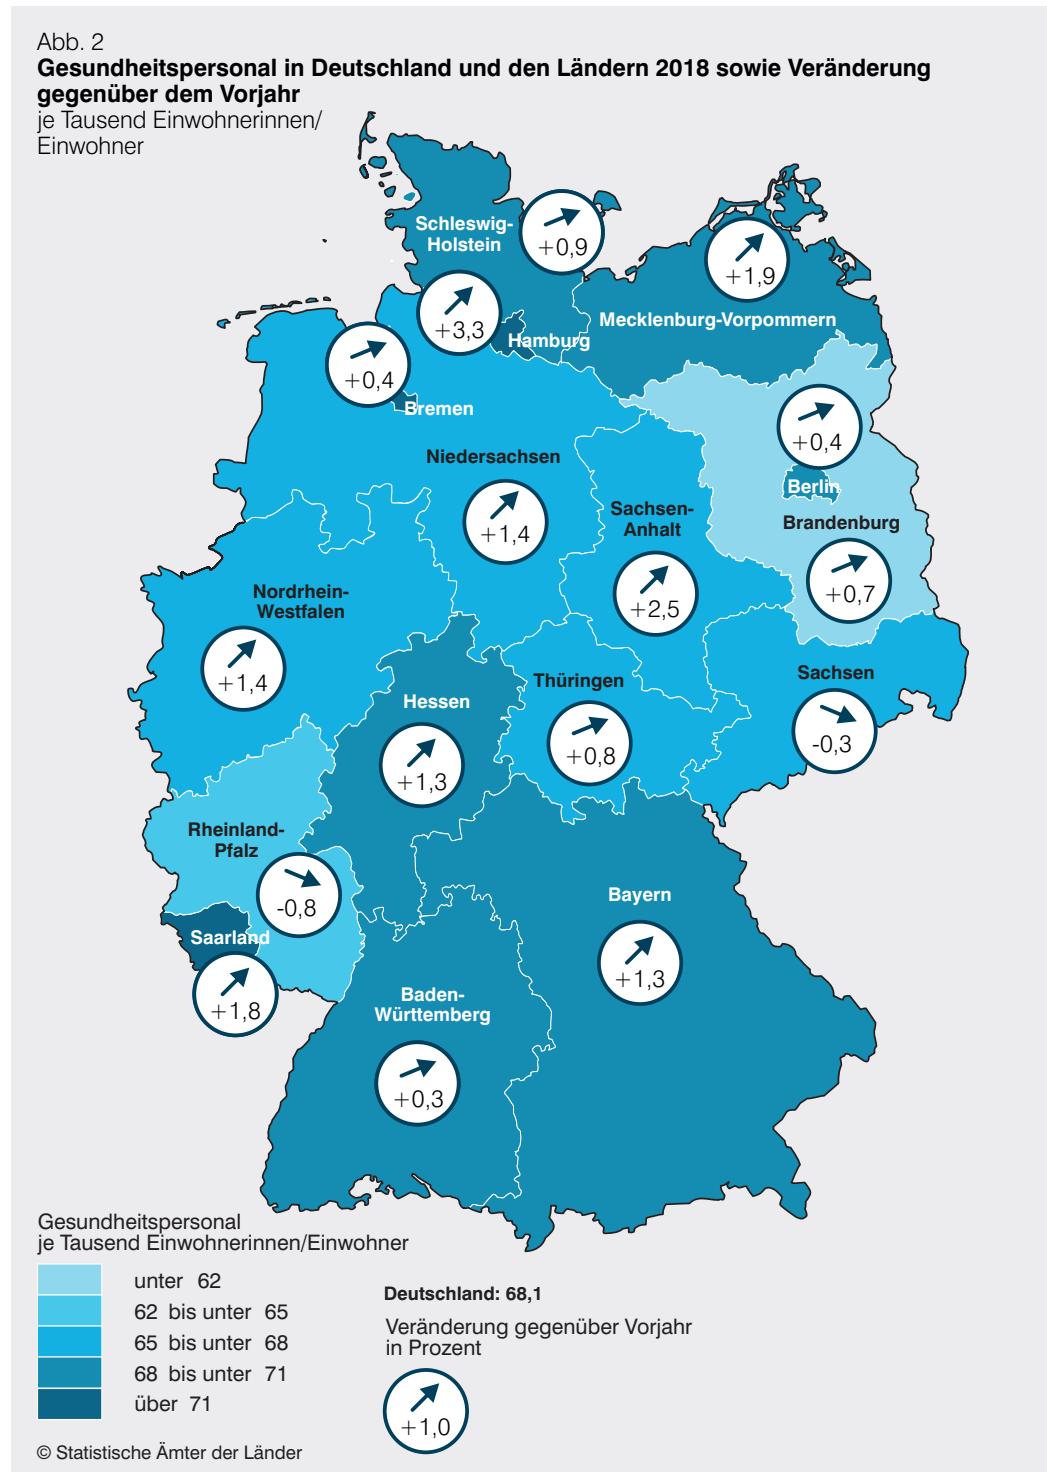 Abb. 2
Gesundheitspersonal in Deutschland und den Ländern 2018 sowie Veränderung
gegenüber dem Vorjahr
je Tausend Einwohnerinnen/
Einwohner
Schleswig-
Holstein
+0,9
+1,9
+3,3
Mecklenburg-Vorpommern
Hamburg
+0,4
Bremen
+0,4
Niedersachsen
Berlin
+1,4
Sachsen-
Anhalt
Brandenburg
+2,5
+0,7
Nordrhein-
Westfalen
+1,4
Thüringen
Sachsen
Hessen
+0,8
-0,3
+1,3
Rheinland-
Pfalz
-0,8
Bayern
Saarland
+1,3
+1,8
Baden-
Württemberg
+0,3
Gesundheitspersonal
je Tausend Einwohnerinnen/Einwohner
unter 62
62 bis unter 65
65 bis unter 68
68 bis unter 71
über 71
Deutschland: 68,1
Veränderung gegenüber Vorjahr
in Prozent
+1,0
© Statistische Ämter der Länder